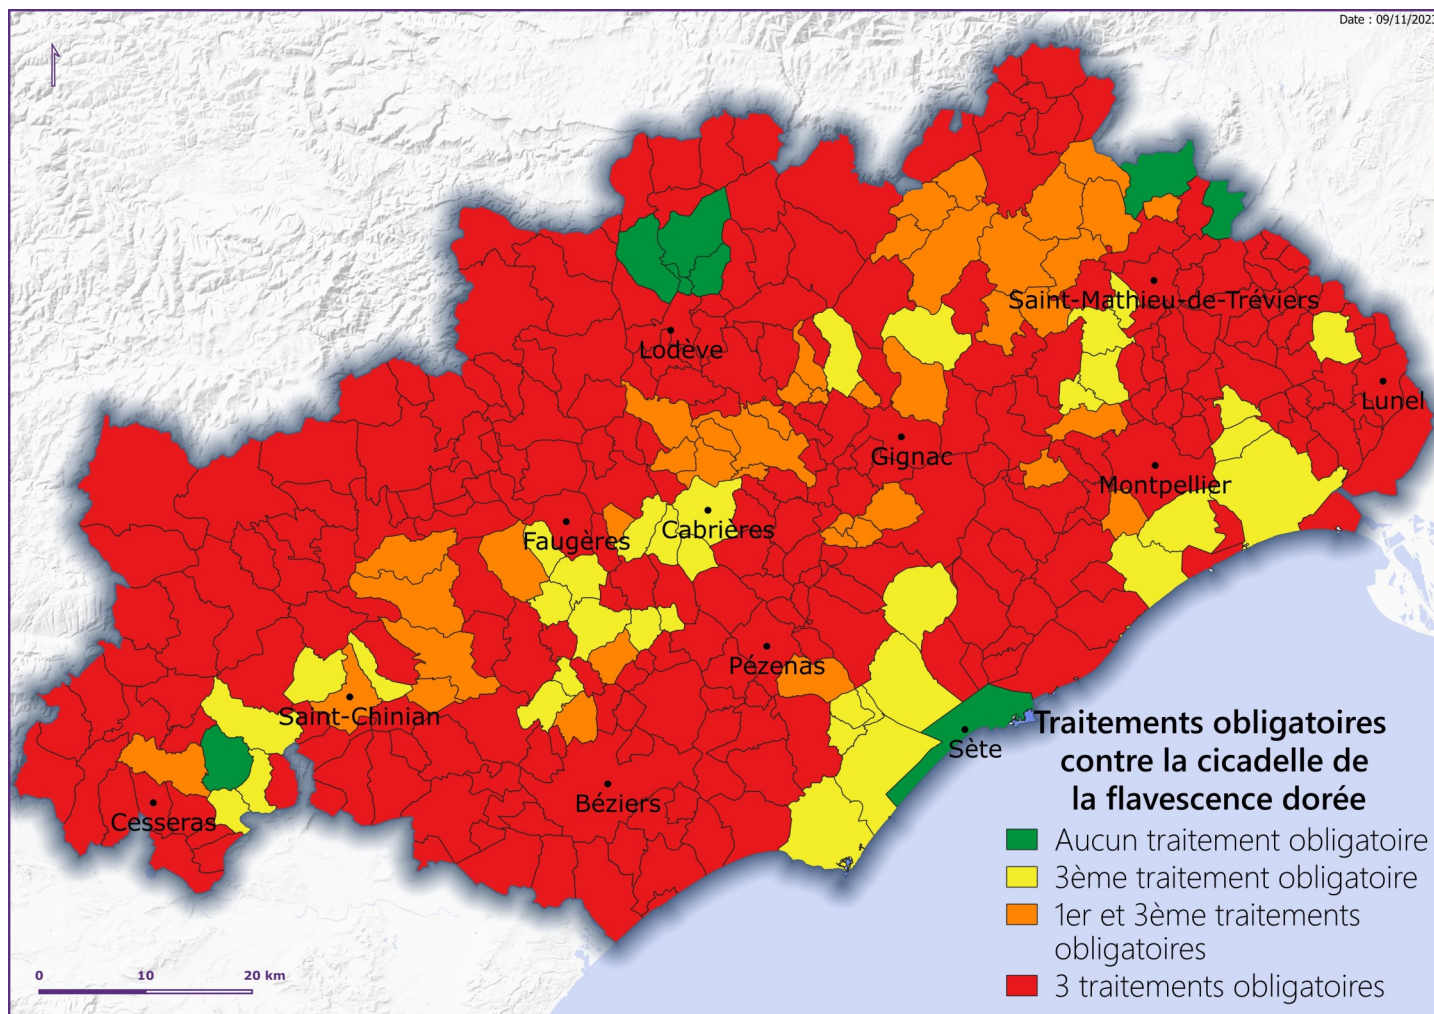 Date : 09/11/2023
Saint-Mathieu-de-Tréviers
Lodève
Lunel
Gignac
Montpellier
Cabrières
Faugères
Pézenas
Saint-Chinian
Sète
Béziers
Cesseras
Traitements obligatoires
contre la cicadelle de
la flavescence dorée
Aucun traitement obligatoire
3ème traitement obligatoire
1er et 3ème traitements
obligatoires
3 traitements obligatoires
0 10 20 km